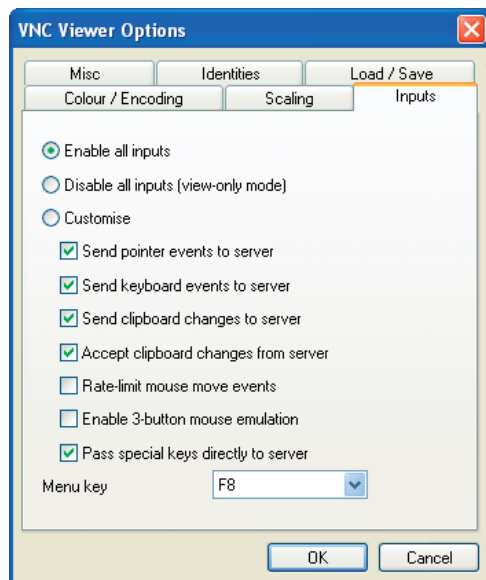 VNC Viewer Options
Misc Identities Load / Save
Colour / Encoding Scaling Inputs
Enable all inputs
Disable all inputs (view-only mode)
Customise
Send pointer events to server
Send keyboard events to server
Send clipboard changes to server
Accept clipboard changes from server
Rate-limit mouse move events
Enable 3-button mouse emulation
Pass special keys directly to server
Menu key F8
OK Cancel